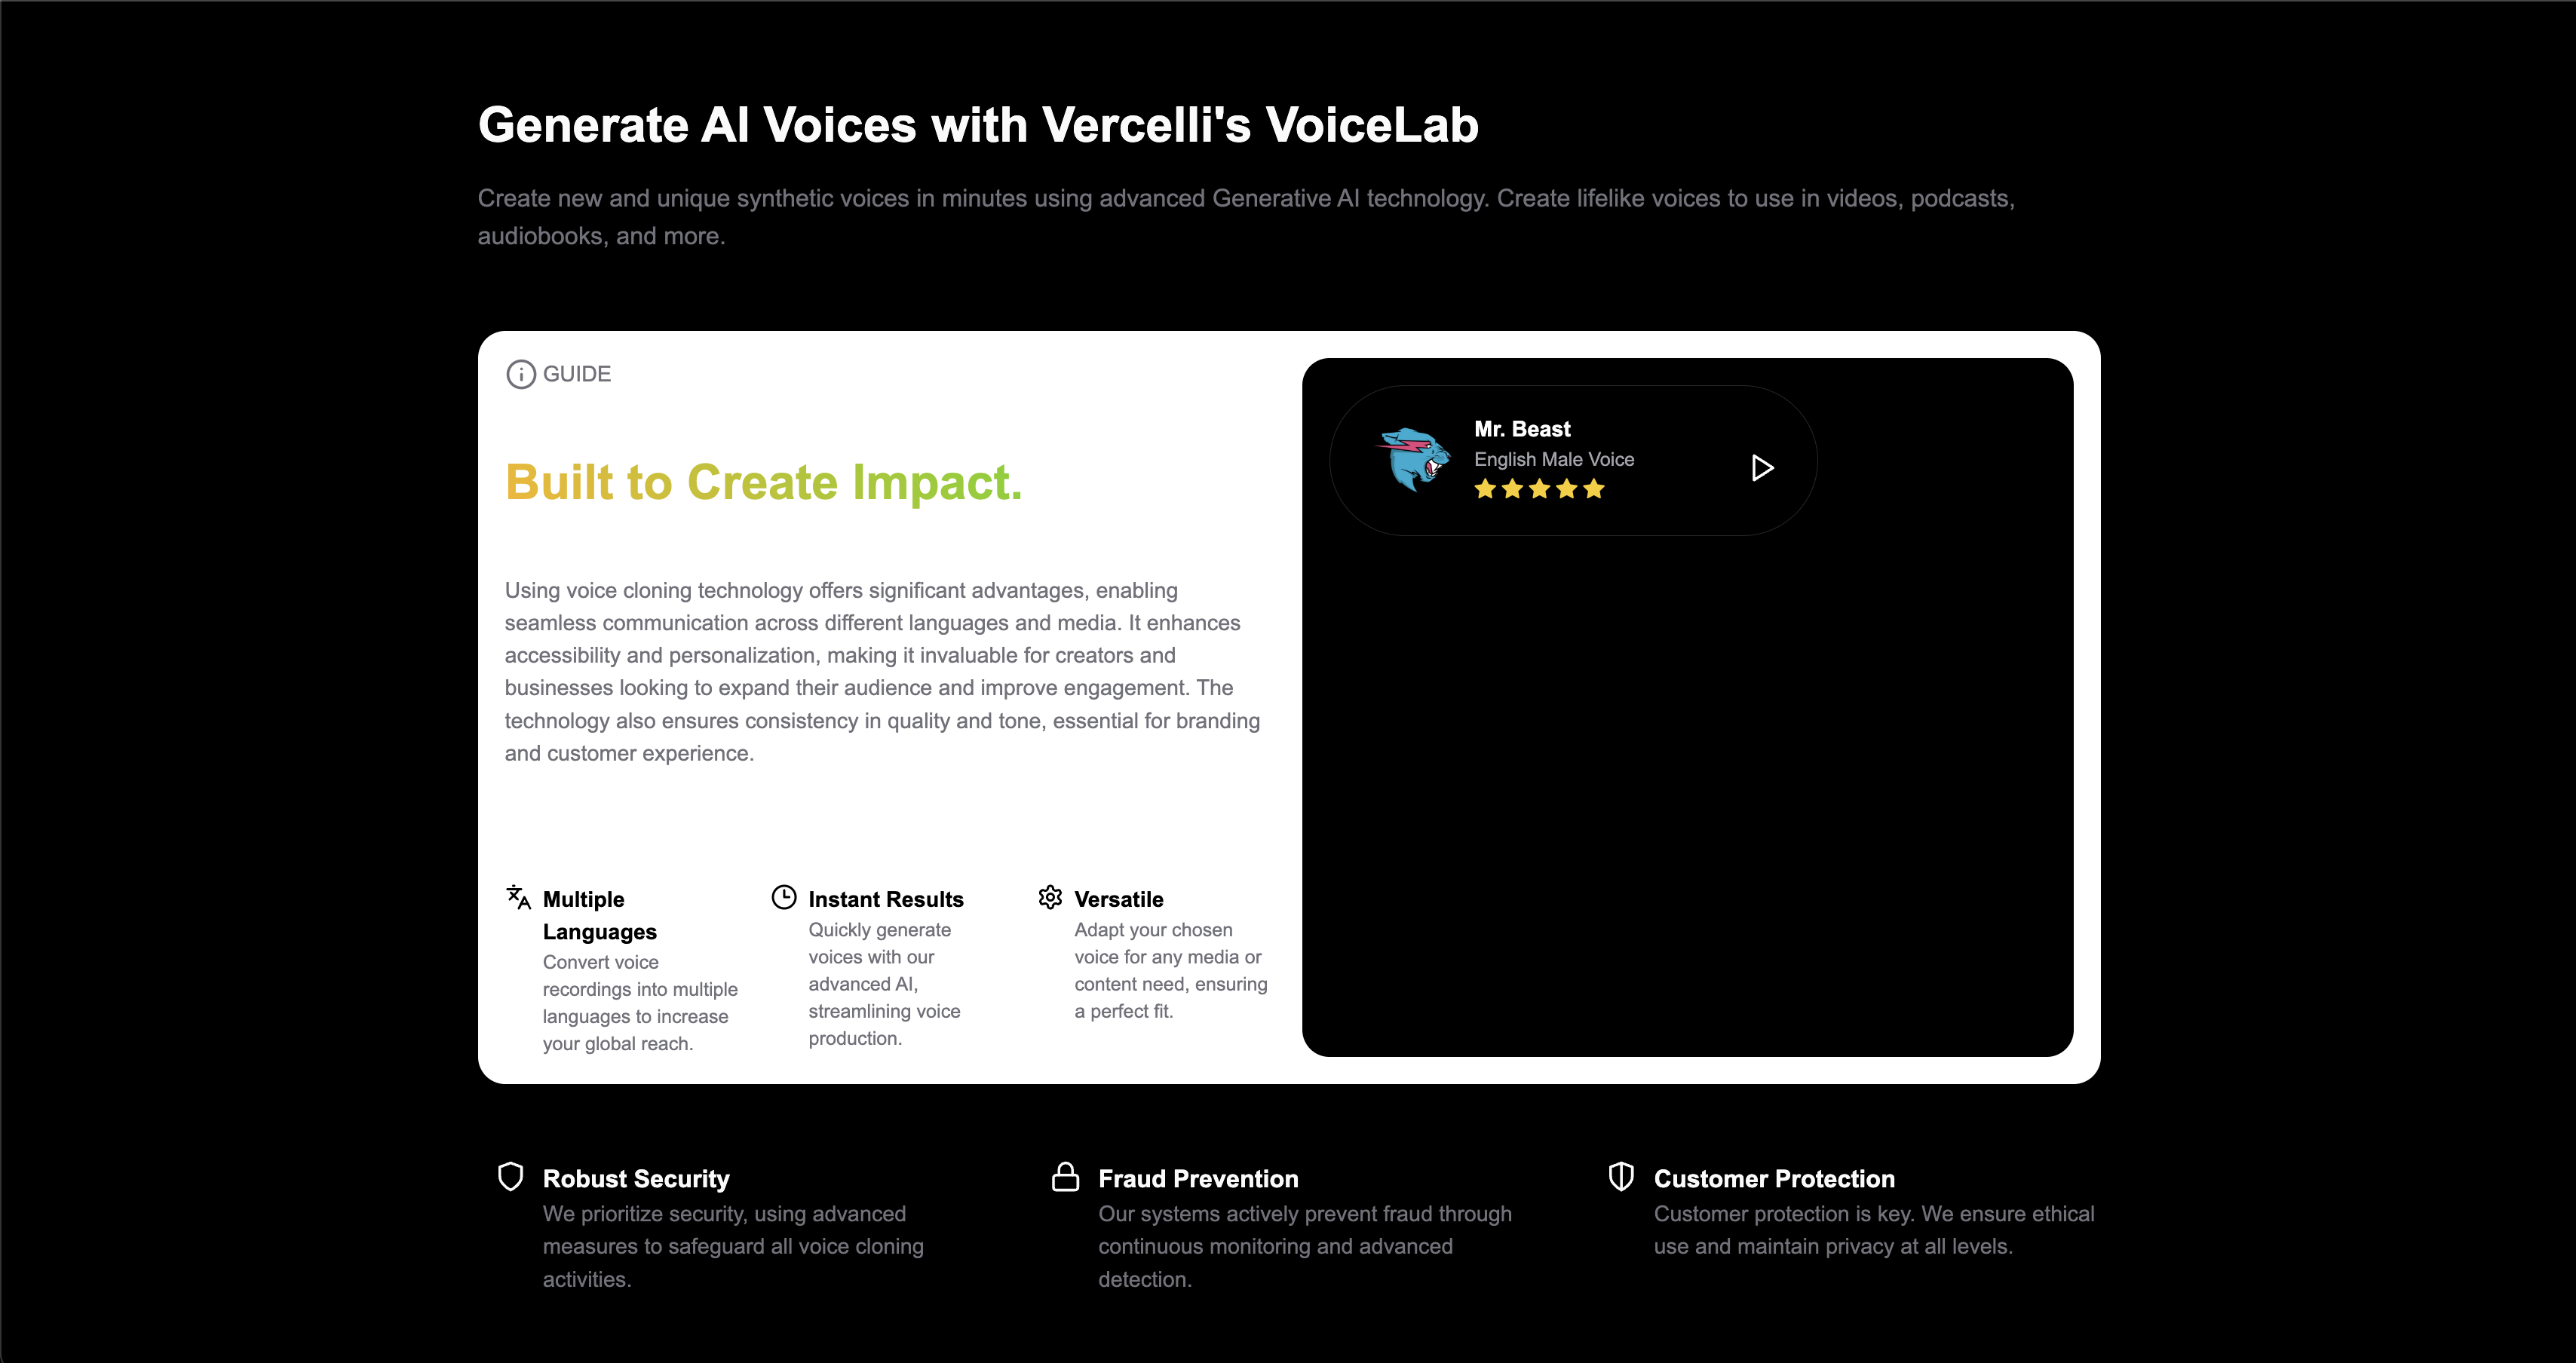 Generate AI Voices with Vercelli's VoiceLab
Create new and unique synthetic voices in minutes using advanced Generative AI technology. Create lifelike voices to use in videos, podcasts,
audiobooks, and more.
GUIDE
Built to Create Impact.
Using voice cloning technology offers significant advantages, enabling
seamless communication across different languages and media. It enhances
accessibility and personalization, making it invaluable for creators and
businesses looking to expand their audience and improve engagement. The
technology also ensures consistency in quality and tone, essential for branding
and customer experience.
Multiple
Languages
Convert voice
recordings into multiple
languages to increase
your global reach.
Instant Results
Quickly generate
voices with our
advanced AI,
streamlining voice
production.
Versatile
Adapt your chosen
voice for any media or
content need, ensuring
a perfect fit.
Mr. Beast
English Male Voice
Robust Security
We prioritize security, using advanced
measures to safeguard all voice cloning
activities.
Fraud Prevention
Our systems actively prevent fraud through
continuous monitoring and advanced
detection.
Customer Protection
Customer protection is key. We ensure ethical
use and maintain privacy at all levels.